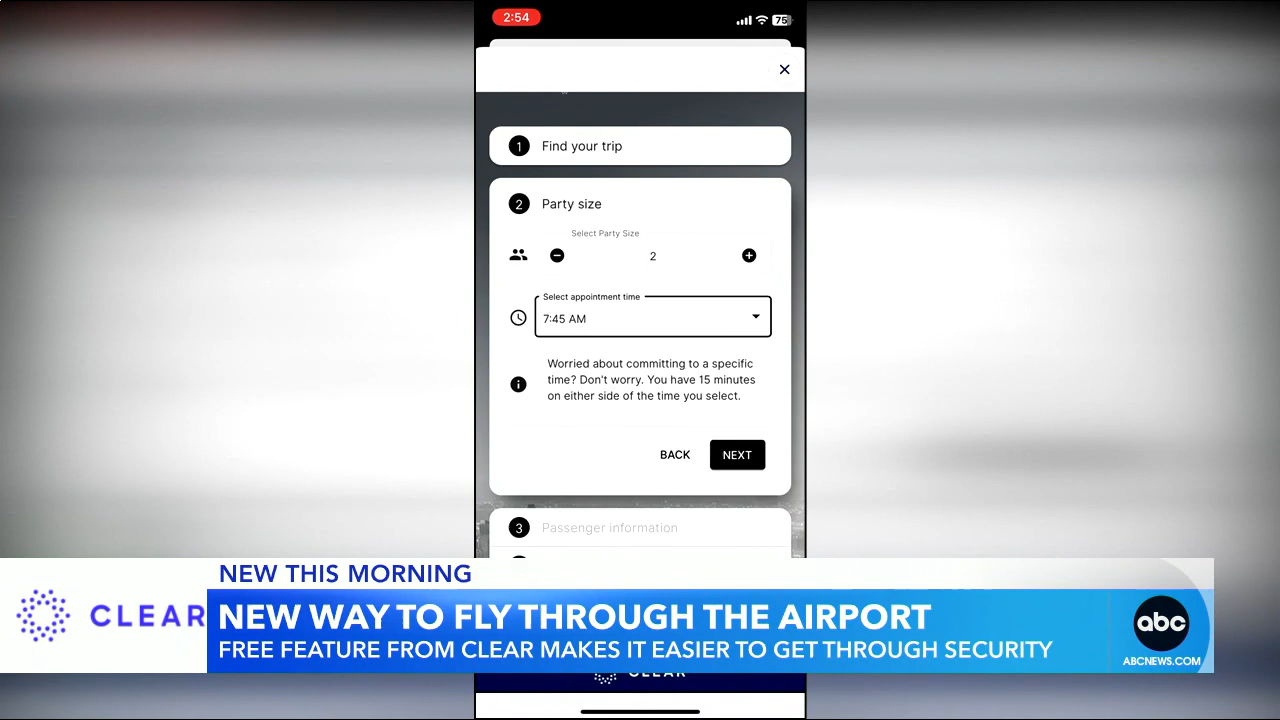 2:54
75
1 Find your trip
2 Party size
Select Party Size
2
Select appointment time
7:45 AM
Worried about committing to a specific
time? Don't worry. You have 15 minutes
on either side of the time you select.
BACK NEXT
3 Passenger information
NEW THIS MORNING
CLEAR
NEW WAY TO FLY THROUGH THE AIRPORT
FREE FEATURE FROM CLEAR MAKES IT EASIER TO GET THROUGH SECURITY
abc
ABCNEWS.COM
CLEAR